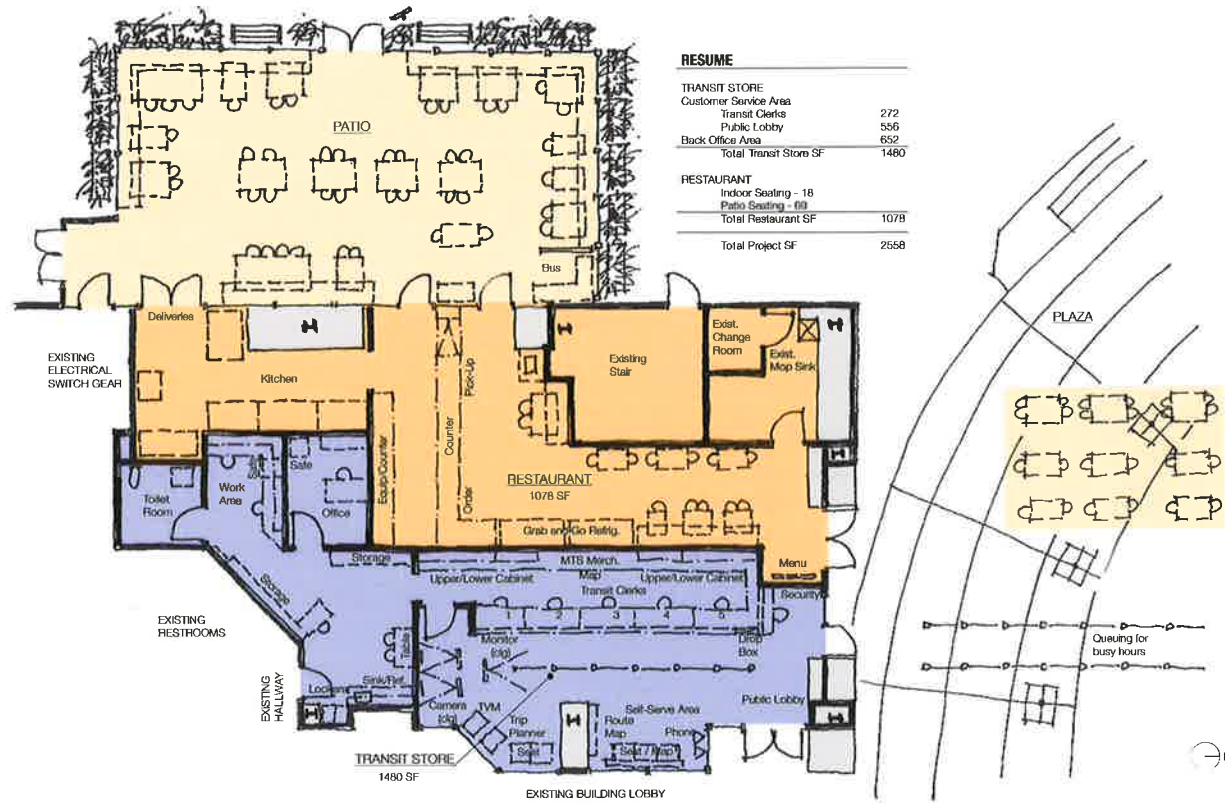 RESUME
TRANSIT STORE
Customer Service Area
Transit Clerks 272
Public Lobby 556
Back Office Area 652
Total Transit Store SF 1480
RESTAURANT
Indoor Seating - 18
Patio Seating - 69
Total Restaurant SF 1078
Total Project SF 2558
PATIO
Bus
Deliveries
EXISTING
ELECTRICAL
SWITCH GEAR
Kitchen
Pick-Up
Counter
Order
Equip/Counter
Existing
Stair
Exist.
Change
Room
Exist.
Mop Sink
PLAZA
RESTAURANT
1078 SF
Grab and Go Refrig.
Menu
Toilet
Room
Work
Area
Safe
Safe
Office
Storage
Storage
EXISTING
RESTROOMS
EXISTING
HALLWAY
Lockers
Sink/Ref.
Table
MTS Merch.
Upper/Lower Cabinet
Map
Upper/Lower Cabinet
Transit Clerks
1 2 3 4 5
Security
Drop
Box
Monitor
(clg)
Camera
(clg)
TVM
Trip
Planner
Seat
Route
Map
Self-Serve Area
Seat / Map
Phone
Public Lobby
Queuing for
busy hours
TRANSIT STORE
1480 SF
EXISTING BUILDING LOBBY